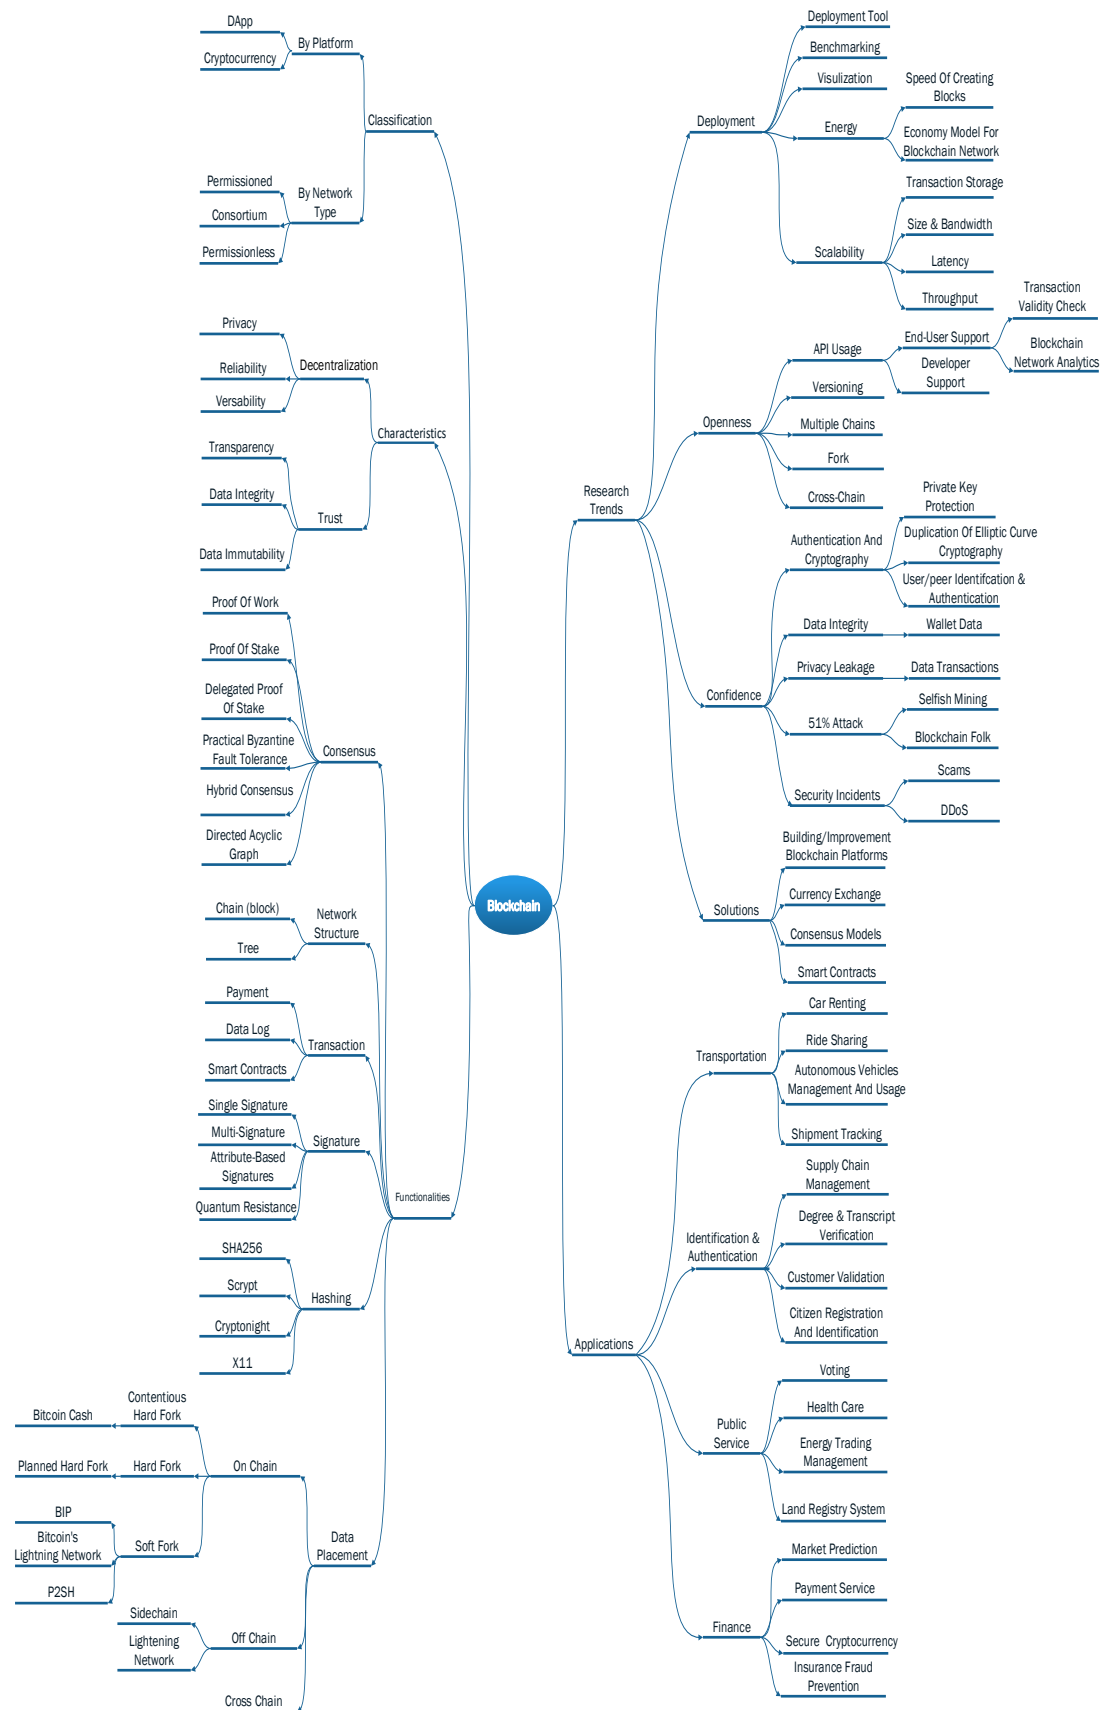 DApp
By Platform
Cryptocurrency
Classification
Permissioned
By Network
Type
Consortium
Permissionless
Privacy
Decentralization
Reliability
Versability
Characteristics
Transparency
Data Integrity
Trust
Data Immutability
Proof Of Work
Proof Of Stake
Delegated Proof
Of Stake
Practical Byzantine
Fault Tolerance
Consensus
Hybrid Consensus
Directed Acyclic
Graph
Chain (block)
Network
Structure
Tree
Payment
Data Log
Transaction
Smart Contracts
Single Signature
Multi-Signature
Signature
Attribute-Based
Signatures
Quantum Resistance
Functionalities
SHA256
Scrypt
Hashing
Cryptonight
X11
Contentious
Hard Fork
Bitcoin Cash
Planned Hard Fork
Hard Fork
On Chain
BIP
Bitcoin's
Lightning Network
Soft Fork
P2SH
Data
Placement
Sidechain
Off Chain
Lightening
Network
Cross Chain
Blockchain
Deployment Tool
Benchmarking
Visulization
Deployment
Energy
Speed Of Creating
Blocks
Economy Model For
Blockchain Network
Transaction Storage
Size & Bandwidth
Scalability
Latency
Throughput
Transaction
Validity Check
API Usage
End-User Support
Blockchain
Network Analytics
Developer
Support
Versioning
Openness
Multiple Chains
Fork
Cross-Chain
Research
Trends
Private Key
Protection
Authentication And
Cryptography
Duplication Of Elliptic Curve
Cryptography
User/peer Identifcation &
Authentication
Data Integrity
Wallet Data
Privacy Leakage
Data Transactions
Confidence
51% Attack
Selfish Mining
Blockchain Folk
Security Incidents
Scams
DDoS
Building/Improvement
Blockchain Platforms
Currency Exchange
Solutions
Consensus Models
Smart Contracts
Car Renting
Ride Sharing
Transportation
Autonomous Vehicles
Management And Usage
Shipment Tracking
Supply Chain
Management
Degree & Transcript
Verification
Identification &
Authentication
Customer Validation
Citizen Registration
And Identification
Applications
Voting
Health Care
Public
Service
Energy Trading
Management
Land Registry System
Market Prediction
Payment Service
Finance
Secure Cryptocurrency
Insurance Fraud
Prevention